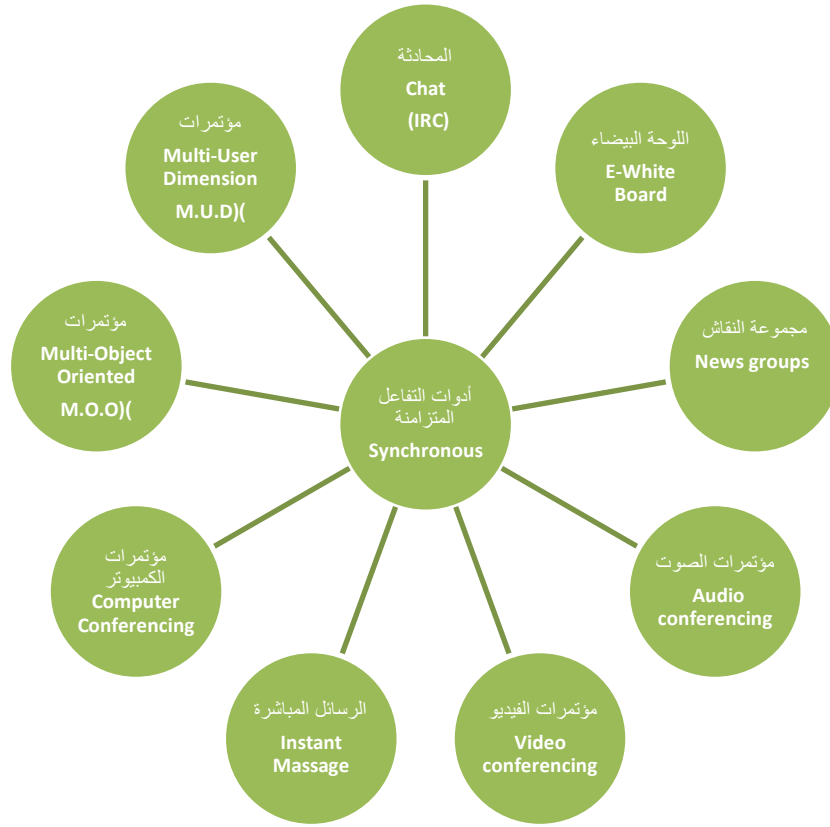 المحادثة
Chat
(IRC)
اللوحة البيضاء
E-White
Board
مجموعة النقاش
News groups
مؤتمرات الصوت
Audio
conferencing
مؤتمرات الفيديو
Video
conferencing
الرسائل المباشرة
Instant
Massage
مؤتمرات
الكمبيوتر
Computer
Conferencing
مؤتمرات
Multi-Object
Oriented
M.O.O)(
مؤتمرات
Multi-User
Dimension
M.U.D)(
أدوات التفاعل
المتزامنة
Synchronous